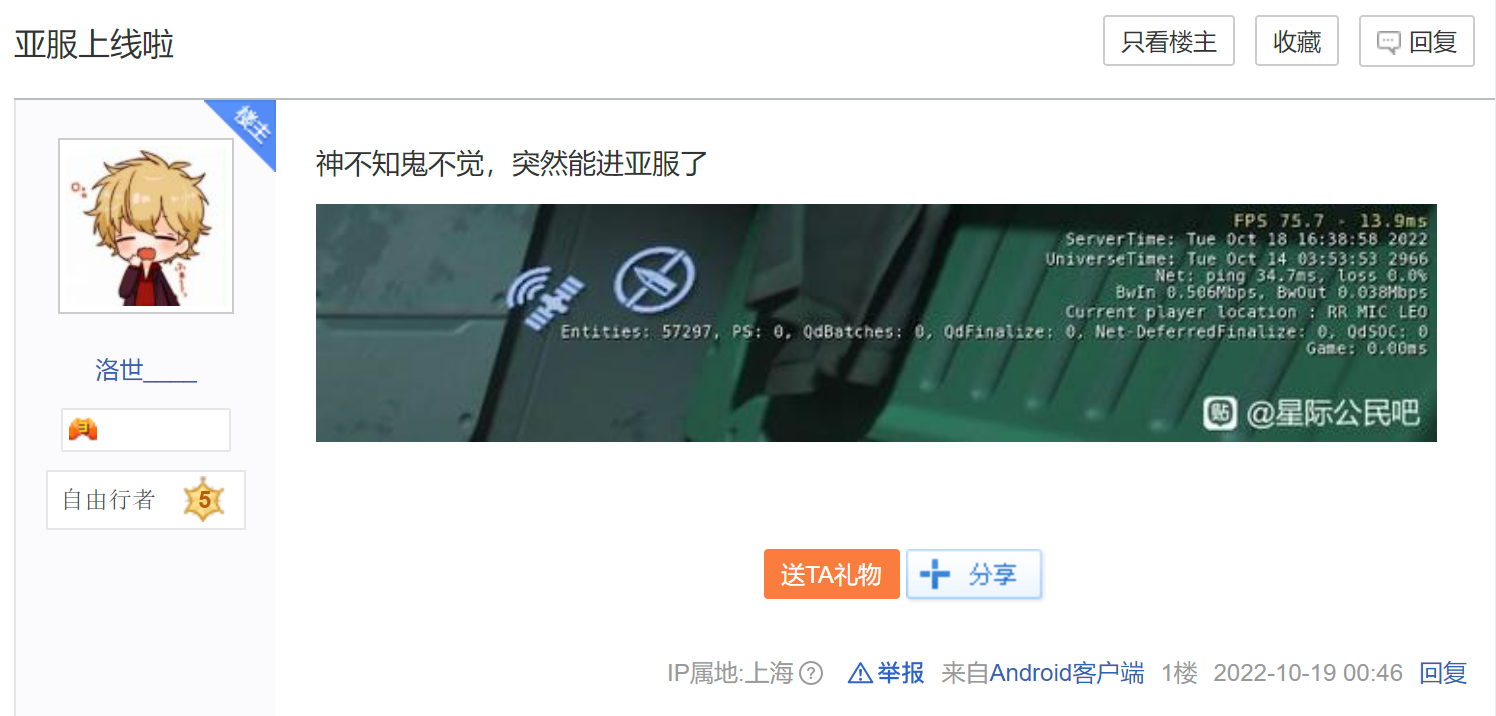 亚服上线啦
只看楼主
收藏
回复
楼主
神不知鬼不觉，突然能进亚服了
FPS 75.7 - 13.9ms
ServerTime: Tue Oct 18 16:38:58 2022
UniverseTime: Tue Oct 14 03:53:53 2966
Net: ping 34.7ms, loss 0.0%
BwIn 0.506Mbps, BwOut 0.038Mbps
Current player location : RR MIC LEO
Entities: 57297, PS: 0, QdBatches: 0, QdFinalize: 0, Net-DeferredFinalize: 0, QdSOC: 0
Game: 0.00ms
贴 @星际公民吧
洛世_____
3
自由行者 5
送TA礼物
分享
IP属地:上海 ? 举报 来自Android客户端 1楼 2022-10-19 00:46 回复